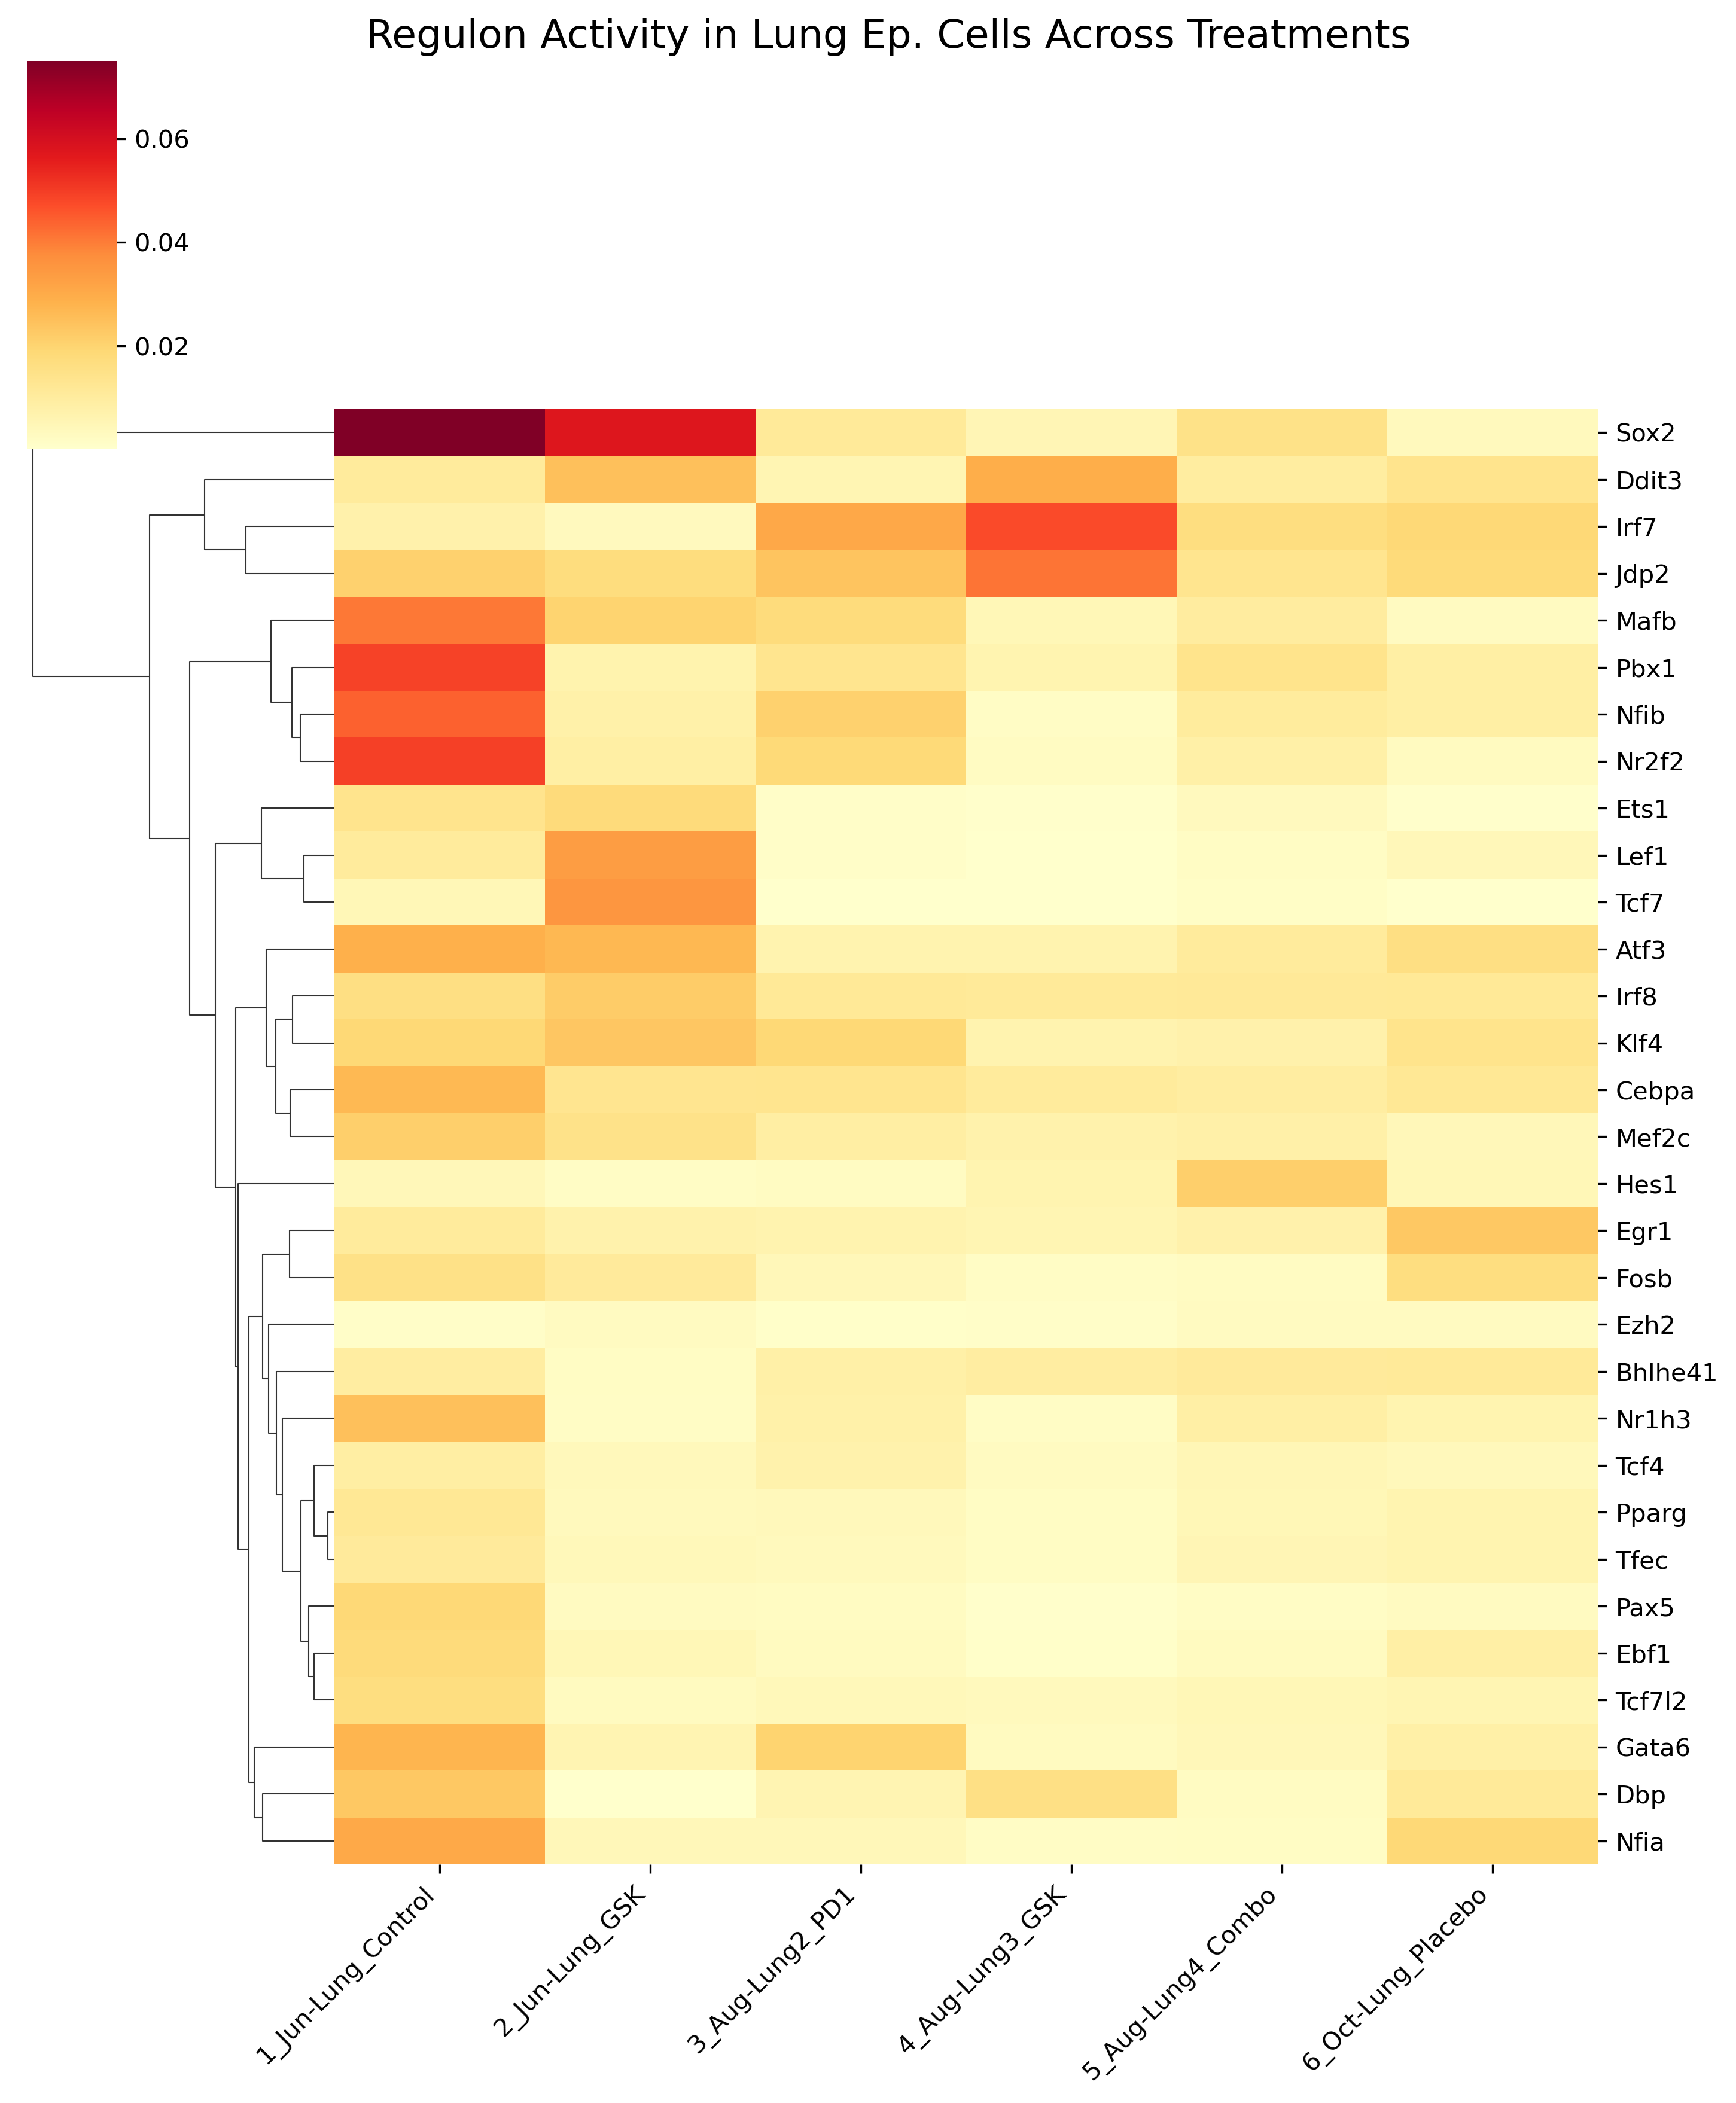 Regulon Activity in Lung Ep. Cells Across Treatments
0.06
0.04
0.02
Sox2
Ddit3
Irf7
Jdp2
Mafb
Pbx1
Nfib
Nr2f2
Ets1
Lef1
Tcf7
Atf3
Irf8
Klf4
Cebpa
Mef2c
Hes1
Egr1
Fosb
Ezh2
Bhlhe41
Nr1h3
Tcf4
Pparg
Tfec
Pax5
Ebf1
Tcf7l2
Gata6
Dbp
Nfia
1_Jun-Lung_Control
2_Jun-Lung_GSK
3_Aug-Lung2_PD1
4_Aug-Lung3_GSK
5_Aug-Lung4_Combo
6_Oct-Lung_Placebo